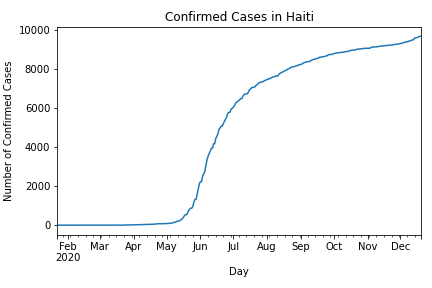 Confirmed Cases in Haiti
Number of Confirmed Cases
10000
8000
6000
4000
2000
0
Feb Mar Apr May Jun Jul Aug Sep Oct Nov Dec
2020
Day